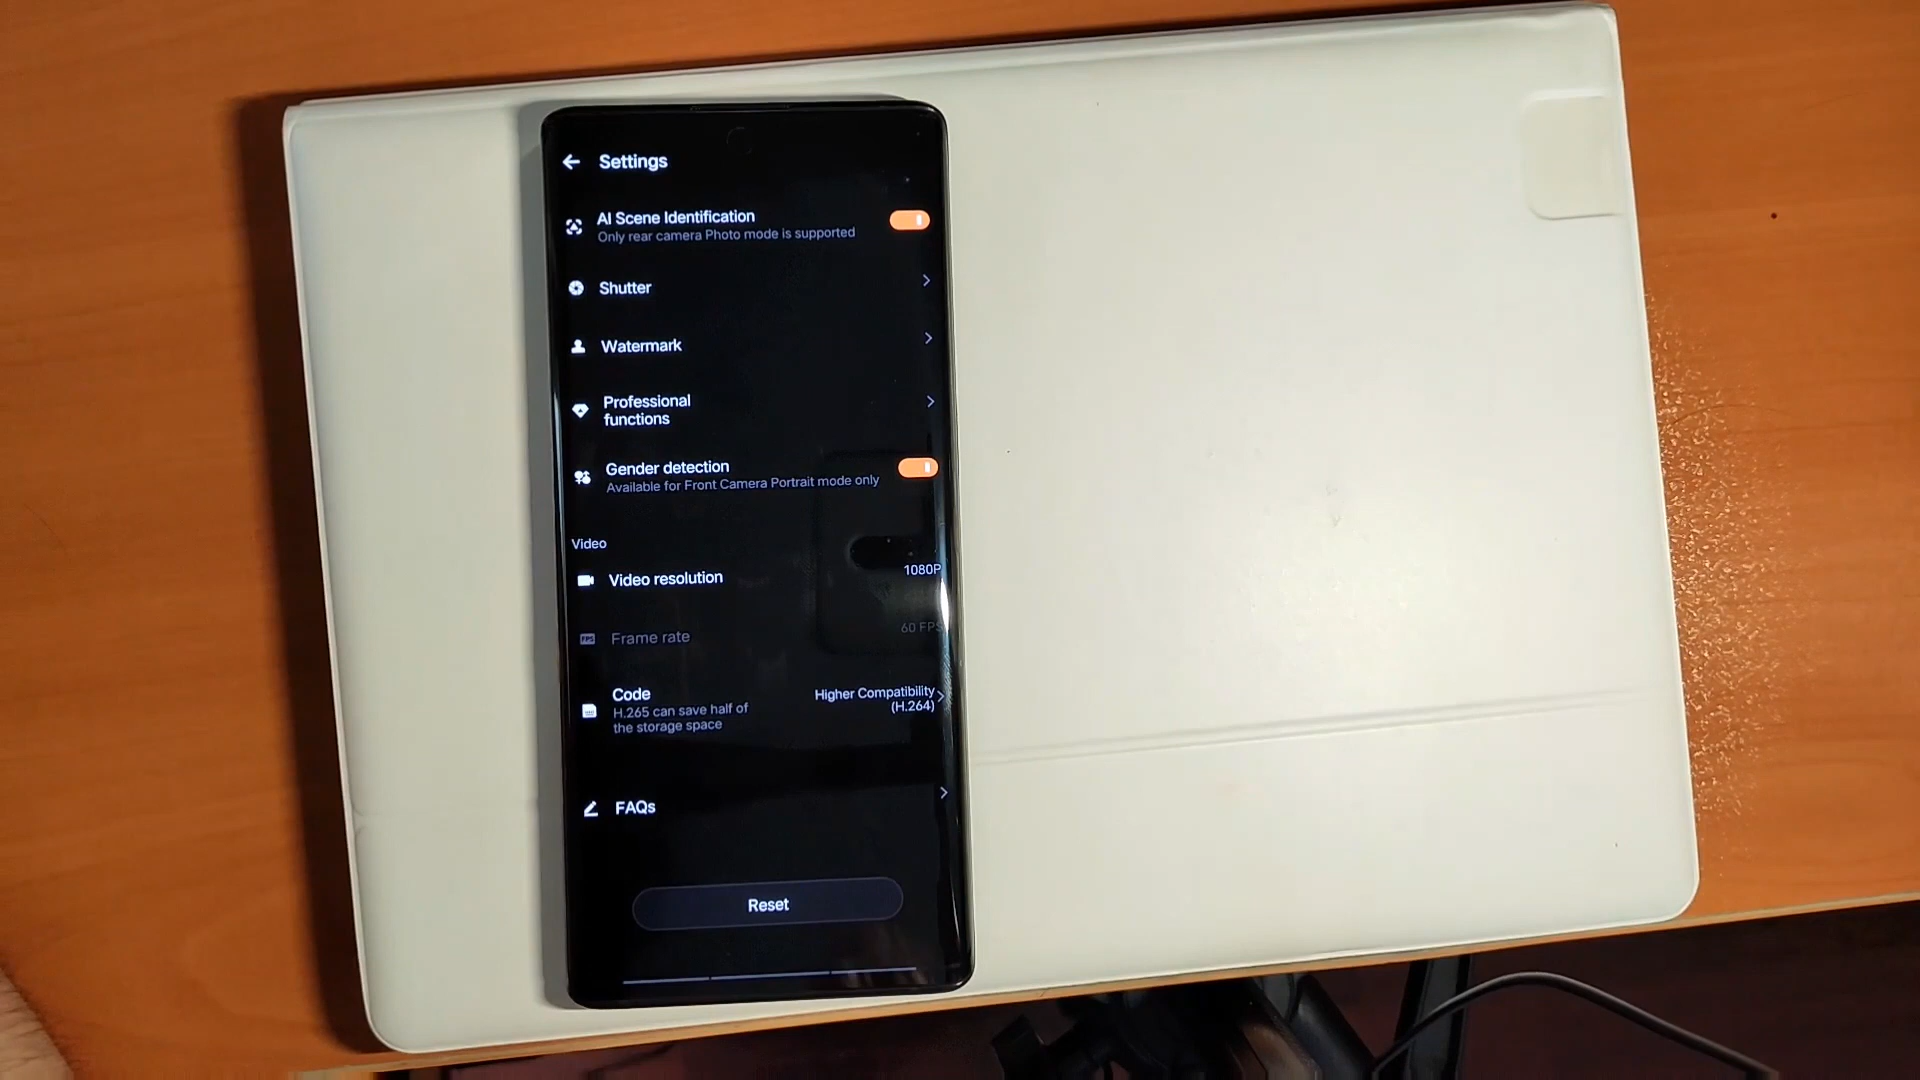 Settings
AI Scene Identification
Only rear camera Photo mode is supported
Shutter
Watermark
Professional
functions
Gender detection
Available for Front Camera Portrait mode only
Video
Video resolution
1080P
Frame rate
60 FPS
Code
H.265 can save half of
the storage space
Higher Compatibility
(H.264)
FAQs
Reset